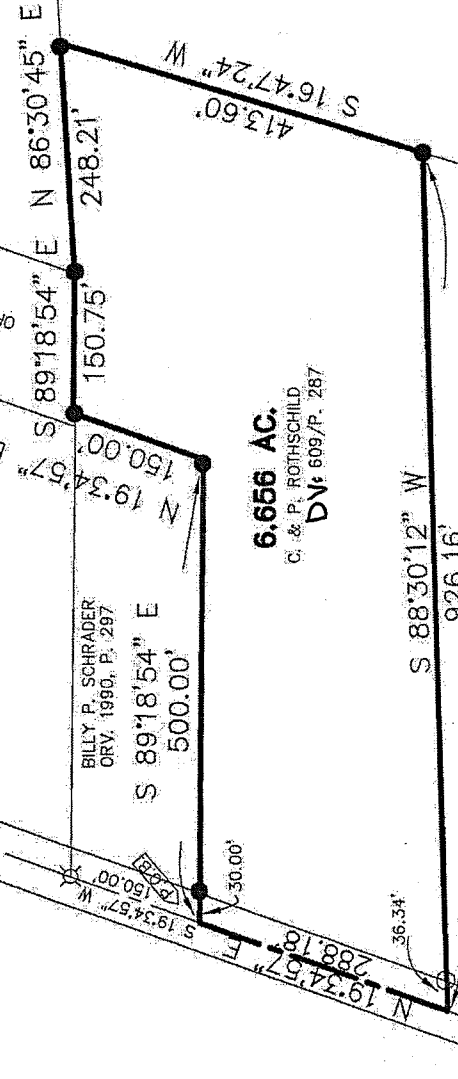 N 86°30'45" E
248.21'
S 89°18'54" E
150.75'
S 16°47'24" W
413.60'
N 19°34'57"
150.00'
BILLY P. SCHRADER
ORV. 1990, P. 297
S 89°18'54" E
500.00'
6.656 AC.
C. & P. ROTHSCHILD
DV: 609/P. 287
P.O.B.
150.00'
S 19°34'57" W
30.00'
N 19°34'57" E
288.18'
36.34'
S 88°30'12" W
926.16'